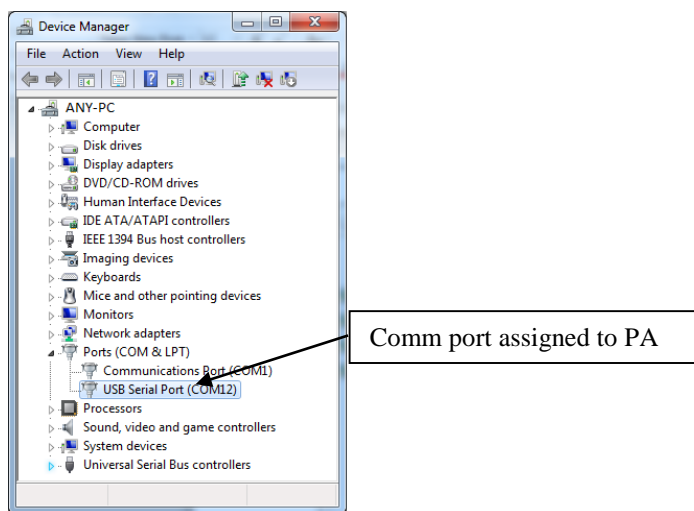 Device Manager
File Action View Help
ANY-PC
Computer
Disk drives
Display adapters
DVD/CD-ROM drives
Human Interface Devices
IDE ATA/ATAPI controllers
IEEE 1394 Bus host controllers
Imaging devices
Keyboards
Mice and other pointing devices
Monitors
Network adapters
Ports (COM & LPT)
Communications Port (COM1)
USB Serial Port (COM12)
Processors
Sound, video and game controllers
System devices
Universal Serial Bus controllers
Comm port assigned to PA